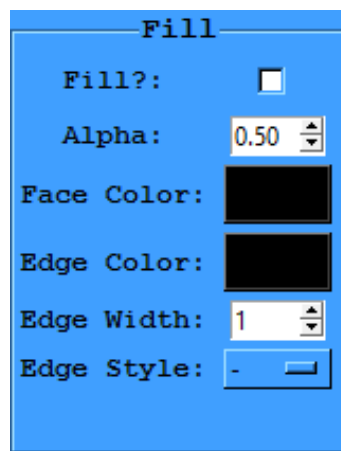 Fill
Fill?:
Alpha: 0.50
Face Color:
Edge Color:
Edge Width: 1
Edge Style: -